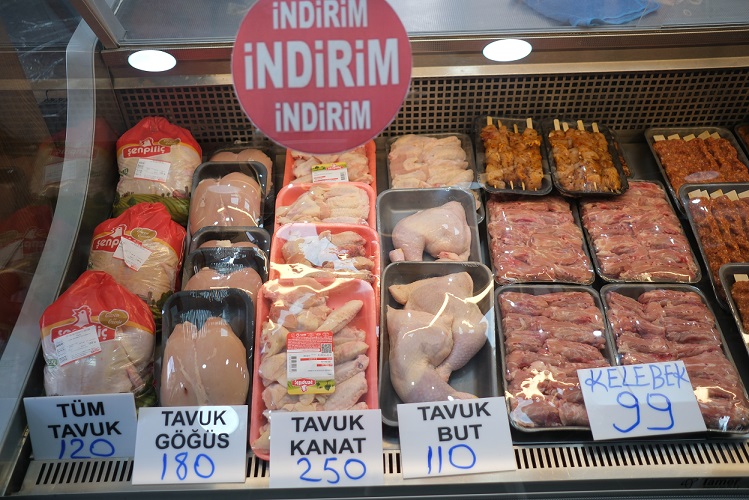 İNDİRİM
İNDİRİM
İNDİRİM
Şenpiliç
Şenpiliç
Şenpiliç
TÜM
TAVUK
120
TAVUK
GÖĞÜS
180
TAVUK
KANAT
250
TAVUK
BUT
110
KELEBEK
99